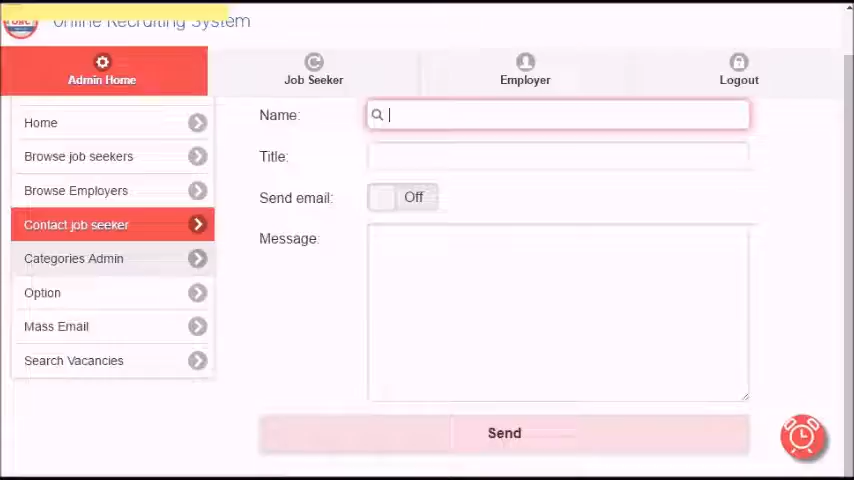 Online Recruiting System
Admin Home
Job Seeker
Employer
Logout
Home
Browse job seekers
Browse Employers
Contact job seeker
Categories Admin
Option
Mass Email
Search Vacancies
Name:
Title:
Send email:
Off
Message:
Send